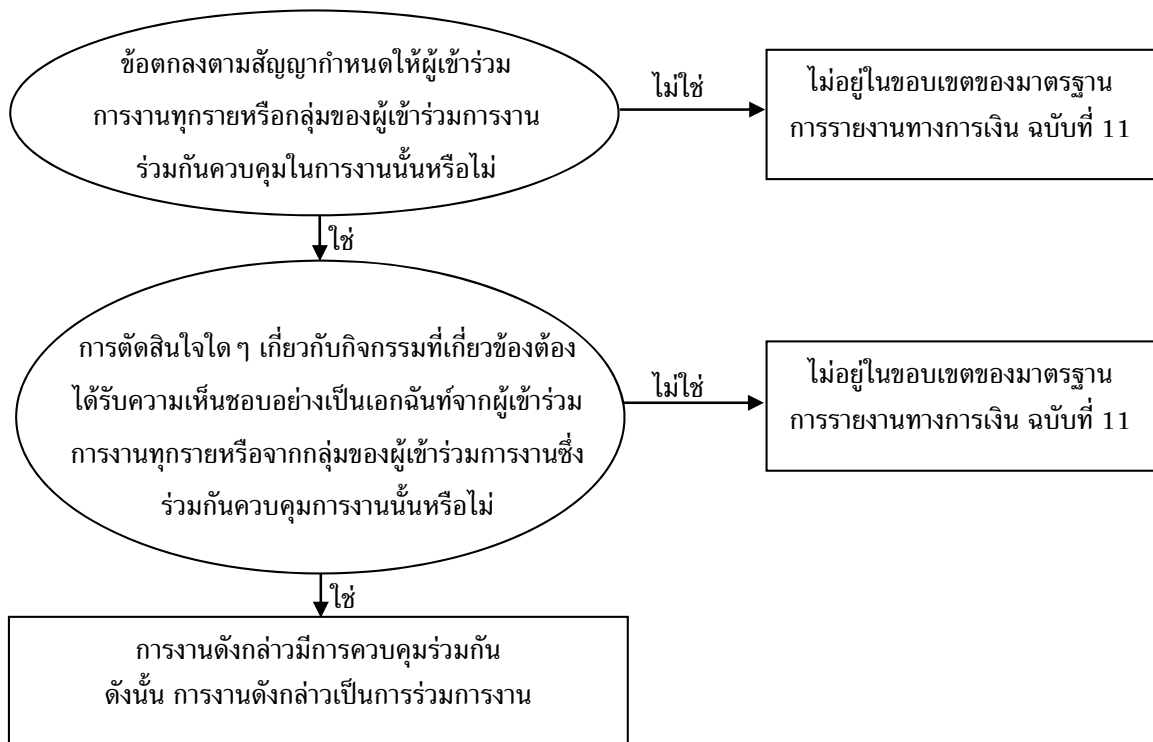 ข้อตกลงตามสัญญากำหนดให้ผู้เข้าร่วม
การงานทุกรายหรือกลุ่มของผู้เข้าร่วมการงาน
ร่วมกันควบคุมในการงานนั้นหรือไม่
ไม่ใช่
ไม่อยู่ในขอบเขตของมาตรฐาน
การรายงานทางการเงิน ฉบับที่ 11
ใช่
การตัดสินใจใด ๆ เกี่ยวกับกิจกรรมที่เกี่ยวข้องต้อง
ได้รับความเห็นชอบอย่างเป็นเอกฉันท์จากผู้เข้าร่วม
การงานทุกรายหรือจากกลุ่มของผู้เข้าร่วมการงานซึ่ง
ร่วมกันควบคุมการงานนั้นหรือไม่
ไม่ใช่
ไม่อยู่ในขอบเขตของมาตรฐาน
การรายงานทางการเงิน ฉบับที่ 11
ใช่
การงานดังกล่าวมีการควบคุมร่วมกัน
ดังนั้น การงานดังกล่าวเป็นการร่วมการงาน